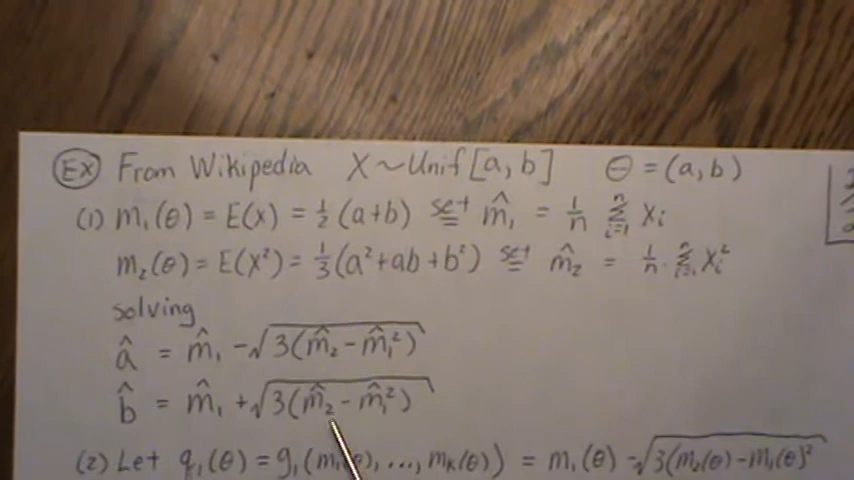 Ex From Wikipedia X ~ Unif [a, b] Θ = (a, b)
(1) m₁(θ) = E(X) = ½ (a+b) set = m̂₁ = 1/n Σᵢ₌₁ⁿ Xᵢ
m₂(θ) = E(X²) = ⅓(a²+ab+b²) set = m̂₂ = 1/n · Σᵢ₌₁ⁿ Xᵢ²
solving
â = m̂₁ - √(3(m̂₂ - m̂₁²))
b̂ = m̂₁ + √(3(m̂₂ - m̂₁²))
(2) Let q₁(θ) = g₁(m₁(θ), ..., mₖ(θ)) = m₁(θ) - √(3(m₂(θ) - m₁(θ)²